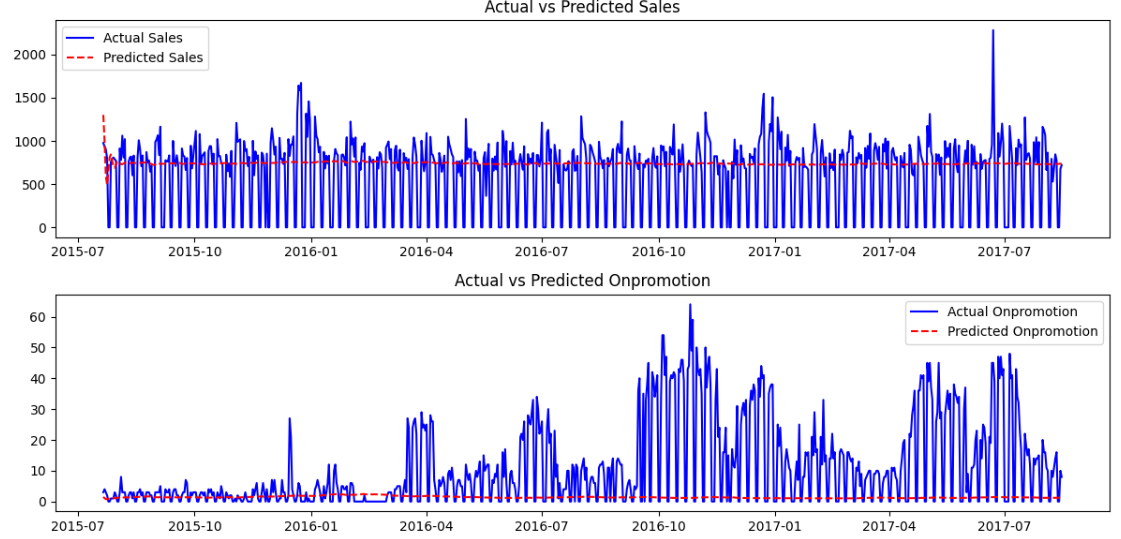 Actual vs Predicted Sales
Actual Sales
Predicted Sales
2000
1500
1000
500
0
2015-07 2015-10 2016-01 2016-04 2016-07 2016-10 2017-01 2017-04 2017-07
Actual vs Predicted Onpromotion
Actual Onpromotion
Predicted Onpromotion
60
50
40
30
20
10
0
2015-07 2015-10 2016-01 2016-04 2016-07 2016-10 2017-01 2017-04 2017-07